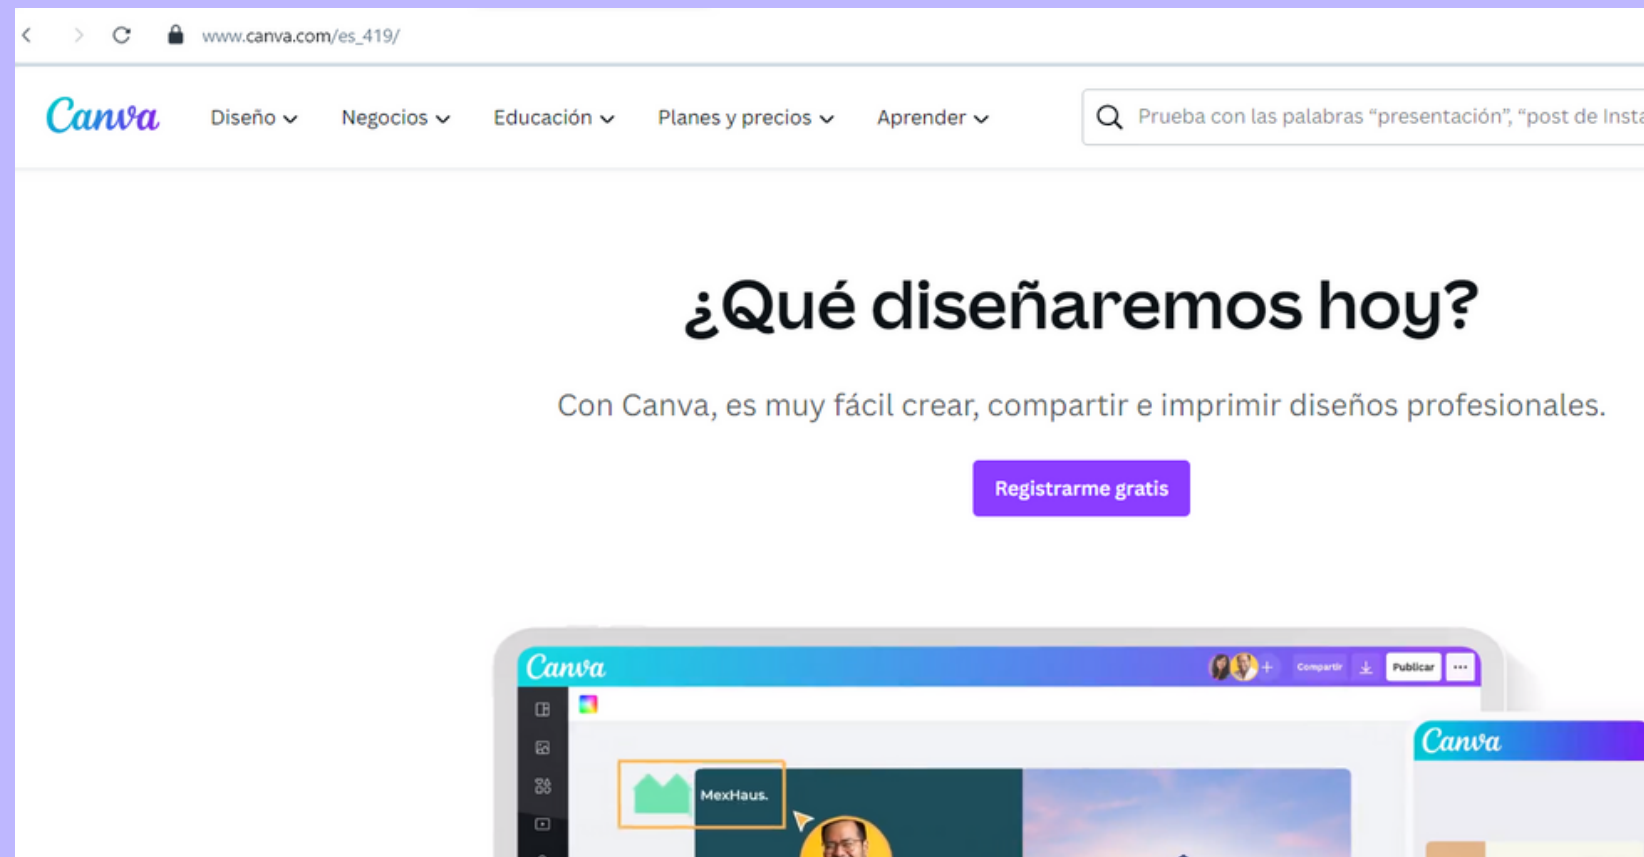 www.canva.com/es_419/
Canva Diseño Negocios Educación Planes y precios Aprender
Prueba con las palabras “presentación”, “post de Insta
¿Qué diseñaremos hoy?
Con Canva, es muy fácil crear, compartir e imprimir diseños profesionales.
Registrarme gratis
Canva
Compartir
Publicar
Canva
MexHaus.